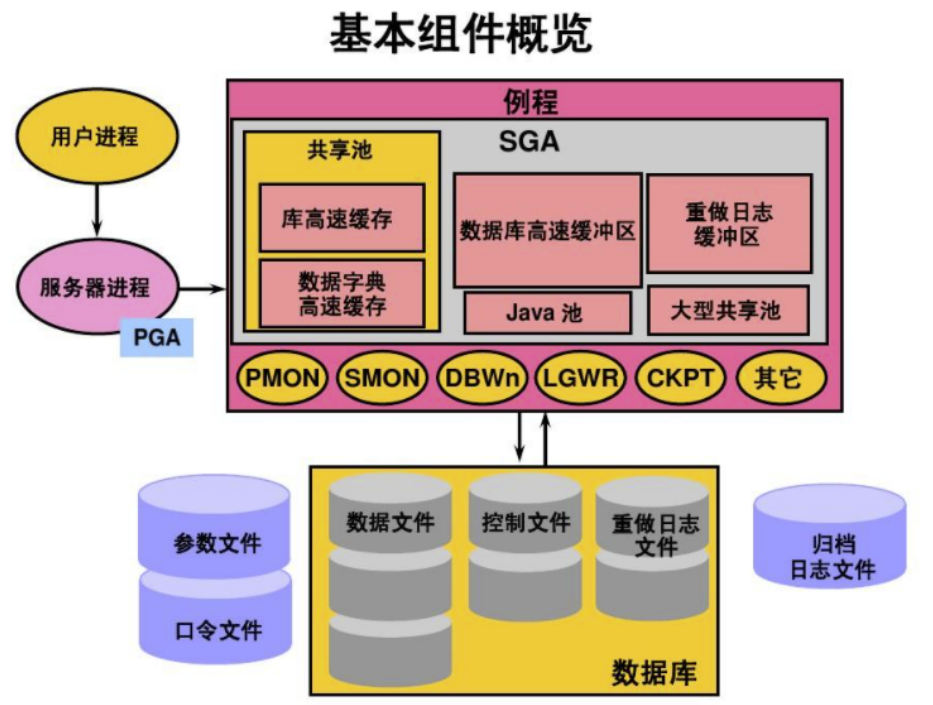 基本组件概览
用户进程
服务器进程
PGA
例程
SGA
共享池
库高速缓存
数据字典
高速缓存
数据库高速缓冲区
重做日志
缓冲区
Java 池
大型共享池
PMON
SMON
DBWn
LGWR
CKPT
其它
参数文件
口令文件
数据文件
控制文件
重做日志
文件
数据库
归档
日志文件